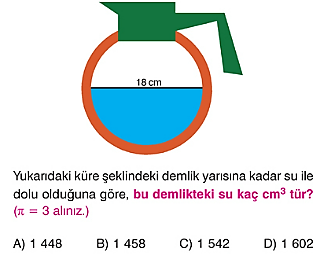 18 cm
Yukarıdaki küre şeklindeki demlik yarısına kadar su ile
dolu olduğuna göre, bu demlikteki su kaç cm³ tür?
(π = 3 alınız.)
A) 1 448 B) 1 458 C) 1 542 D) 1 602